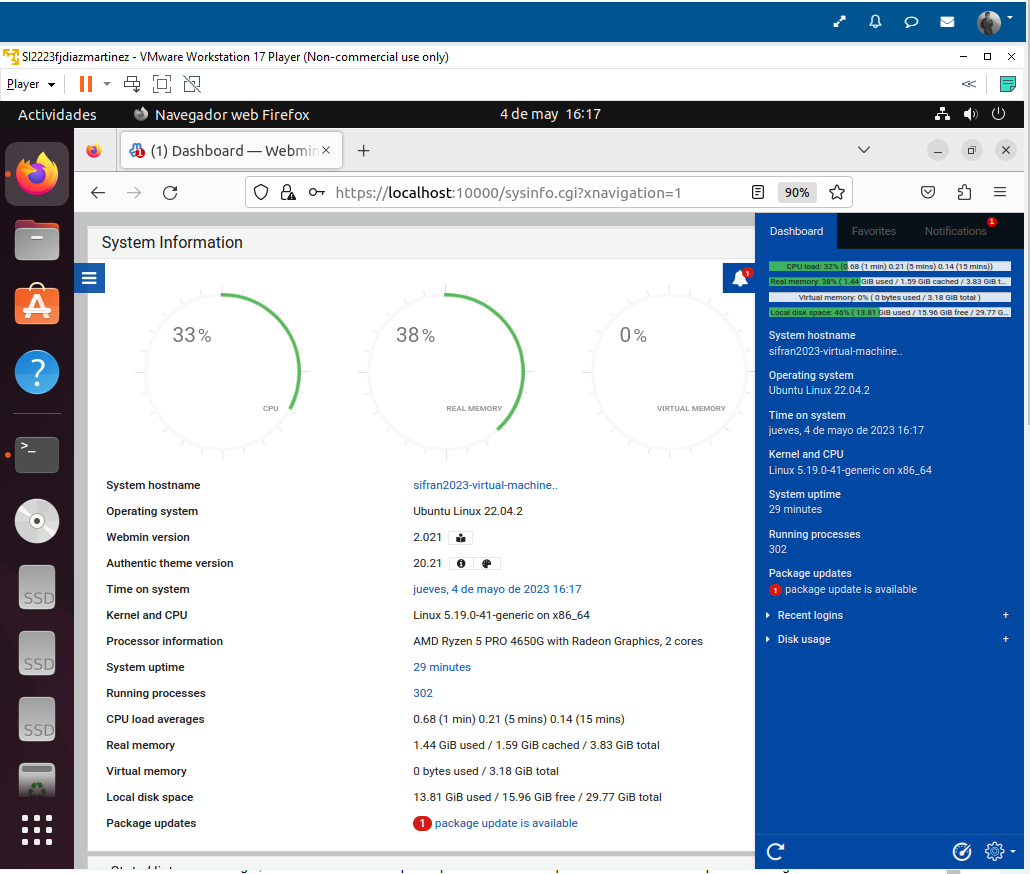 SI2223fjdiazmartinez - VMware Workstation 17 Player (Non-commercial use only)
Player
Actividades
Navegador web Firefox
4 de may 16:17
(1) Dashboard — Webmin
https://localhost:10000/sysinfo.cgi?xnavigation=1
90%
System Information
33%
CPU
38%
REAL MEMORY
0%
VIRTUAL MEMORY
1
System hostname
sifran2023-virtual-machine..
Operating system
Ubuntu Linux 22.04.2
Webmin version
2.021
Authentic theme version
20.21
Time on system
jueves, 4 de mayo de 2023 16:17
Kernel and CPU
Linux 5.19.0-41-generic on x86_64
Processor information
AMD Ryzen 5 PRO 4650G with Radeon Graphics, 2 cores
System uptime
29 minutes
Running processes
302
CPU load averages
0.68 (1 min) 0.21 (5 mins) 0.14 (15 mins)
Real memory
1.44 GiB used / 1.59 GiB cached / 3.83 GiB total
Virtual memory
0 bytes used / 3.18 GiB total
Local disk space
13.81 GiB used / 15.96 GiB free / 29.77 GiB total
Package updates
1 package update is available
Dashboard
Favorites
Notifications
1
CPU load: 32% (0.68 (1 min) 0.21 (5 mins) 0.14 (15 mins))
Real memory: 38% ( 1.44 GiB used / 1.59 GiB cached / 3.83 GiB t...
Virtual memory: 0% ( 0 bytes used / 3.18 GiB total )
Local disk space: 46% ( 13.81 GiB used / 15.96 GiB free / 29.77 G...
System hostname
sifran2023-virtual-machine..
Operating system
Ubuntu Linux 22.04.2
Time on system
jueves, 4 de mayo de 2023 16:17
Kernel and CPU
Linux 5.19.0-41-generic on x86_64
System uptime
29 minutes
Running processes
302
Package updates
1 package update is available
Recent logins
Disk usage
SSD
SSD
SSD